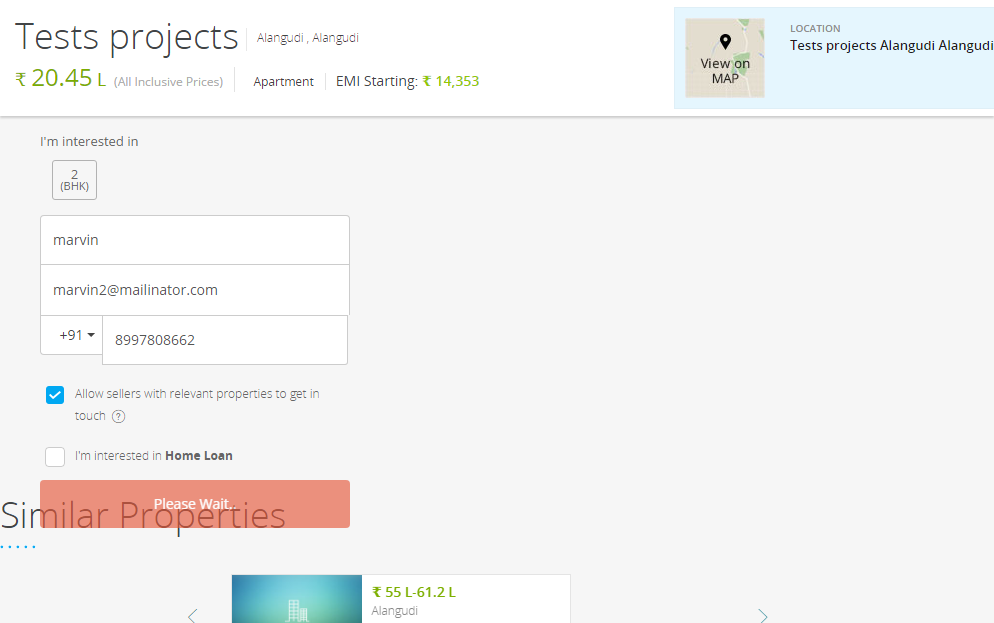 Tests projects
Alangudi , Alangudi
₹ 20.45 L (All Inclusive Prices)
Apartment
EMI Starting: ₹ 14,353
View on
MAP
LOCATION
Tests projects Alangudi Alangudi
I'm interested in
2
(BHK)
marvin
marvin2@mailinator.com
+91
8997808662
Allow sellers with relevant properties to get in
touch ?
I'm interested in Home Loan
Please Wait..
Similar Properties
₹ 55 L-61.2 L
Alangudi